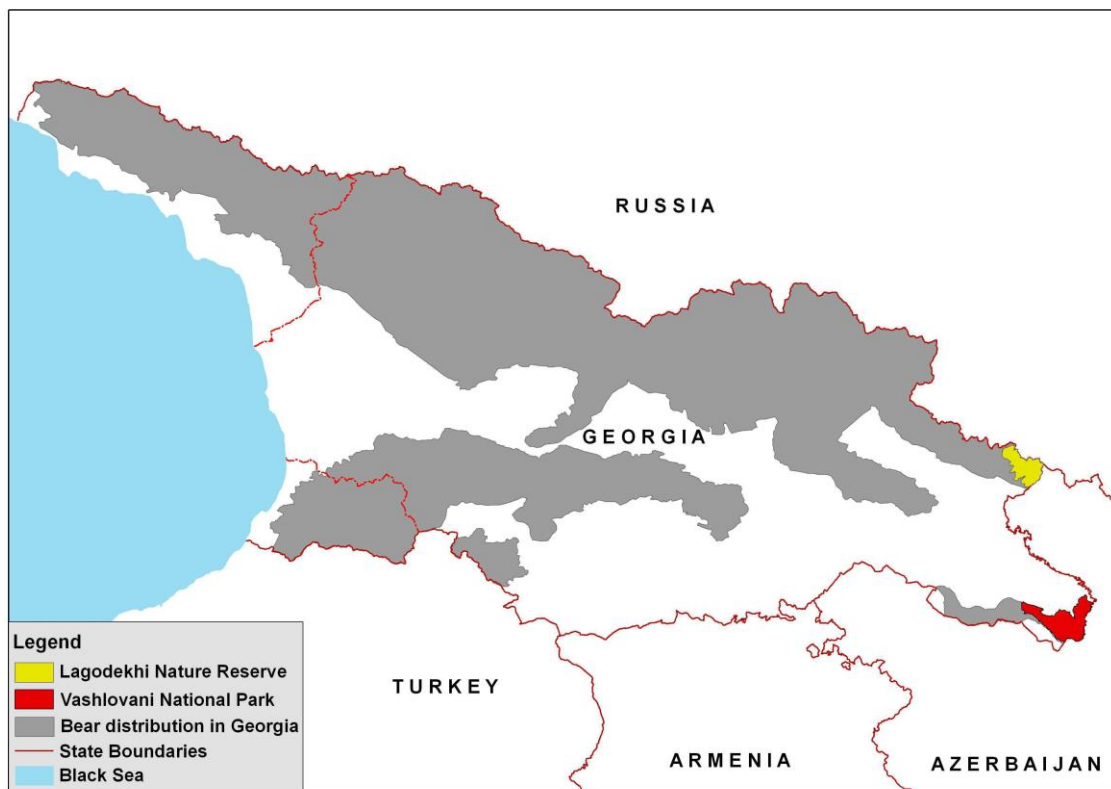 RUSSIA
GEORGIA
TURKEY
ARMENIA
AZERBAIJAN
Legend
Lagodekhi Nature Reserve
Vashlovani National Park
Bear distribution in Georgia
State Boundaries
Black Sea